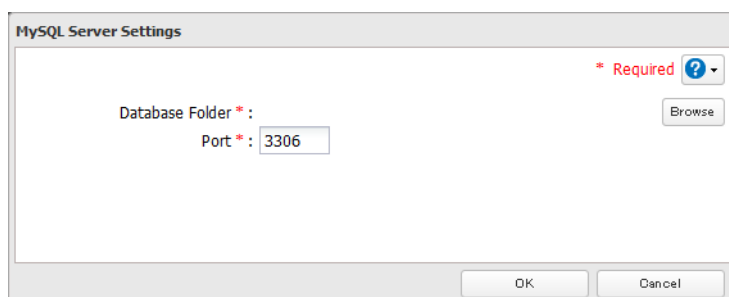 MySQL Server Settings
* Required ?
Database Folder * : Browse
Port * : 3306
OK Cancel